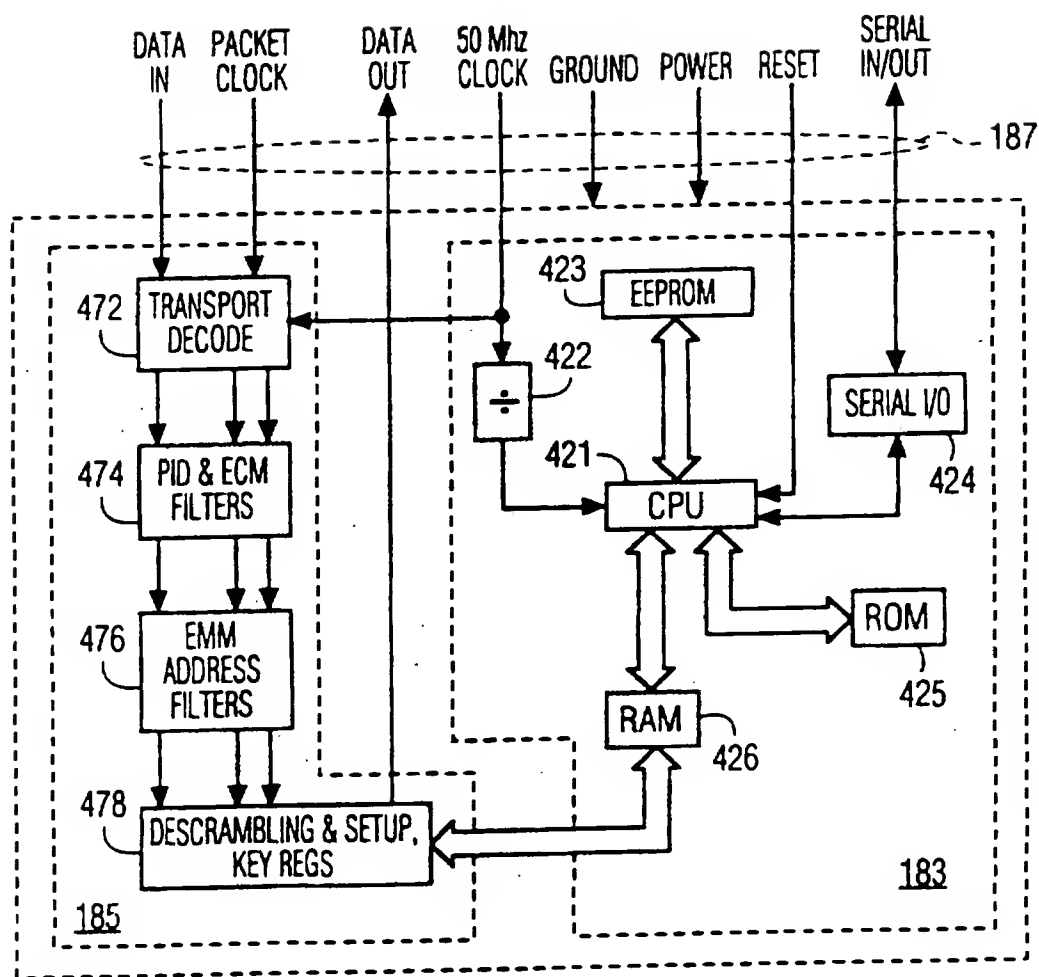 DATA
IN
PACKET
CLOCK
DATA
OUT
50 Mhz
CLOCK
GROUND
POWER
RESET
SERIAL
IN/OUT
187
472
TRANSPORT
DECODE
423
EEPROM
422
÷
SERIAL I/O
424
474
PID & ECM
FILTERS
421
CPU
476
EMM
ADDRESS
FILTERS
ROM
425
RAM
426
478
DESCRAMBLING & SETUP,
KEY REGS
185
183